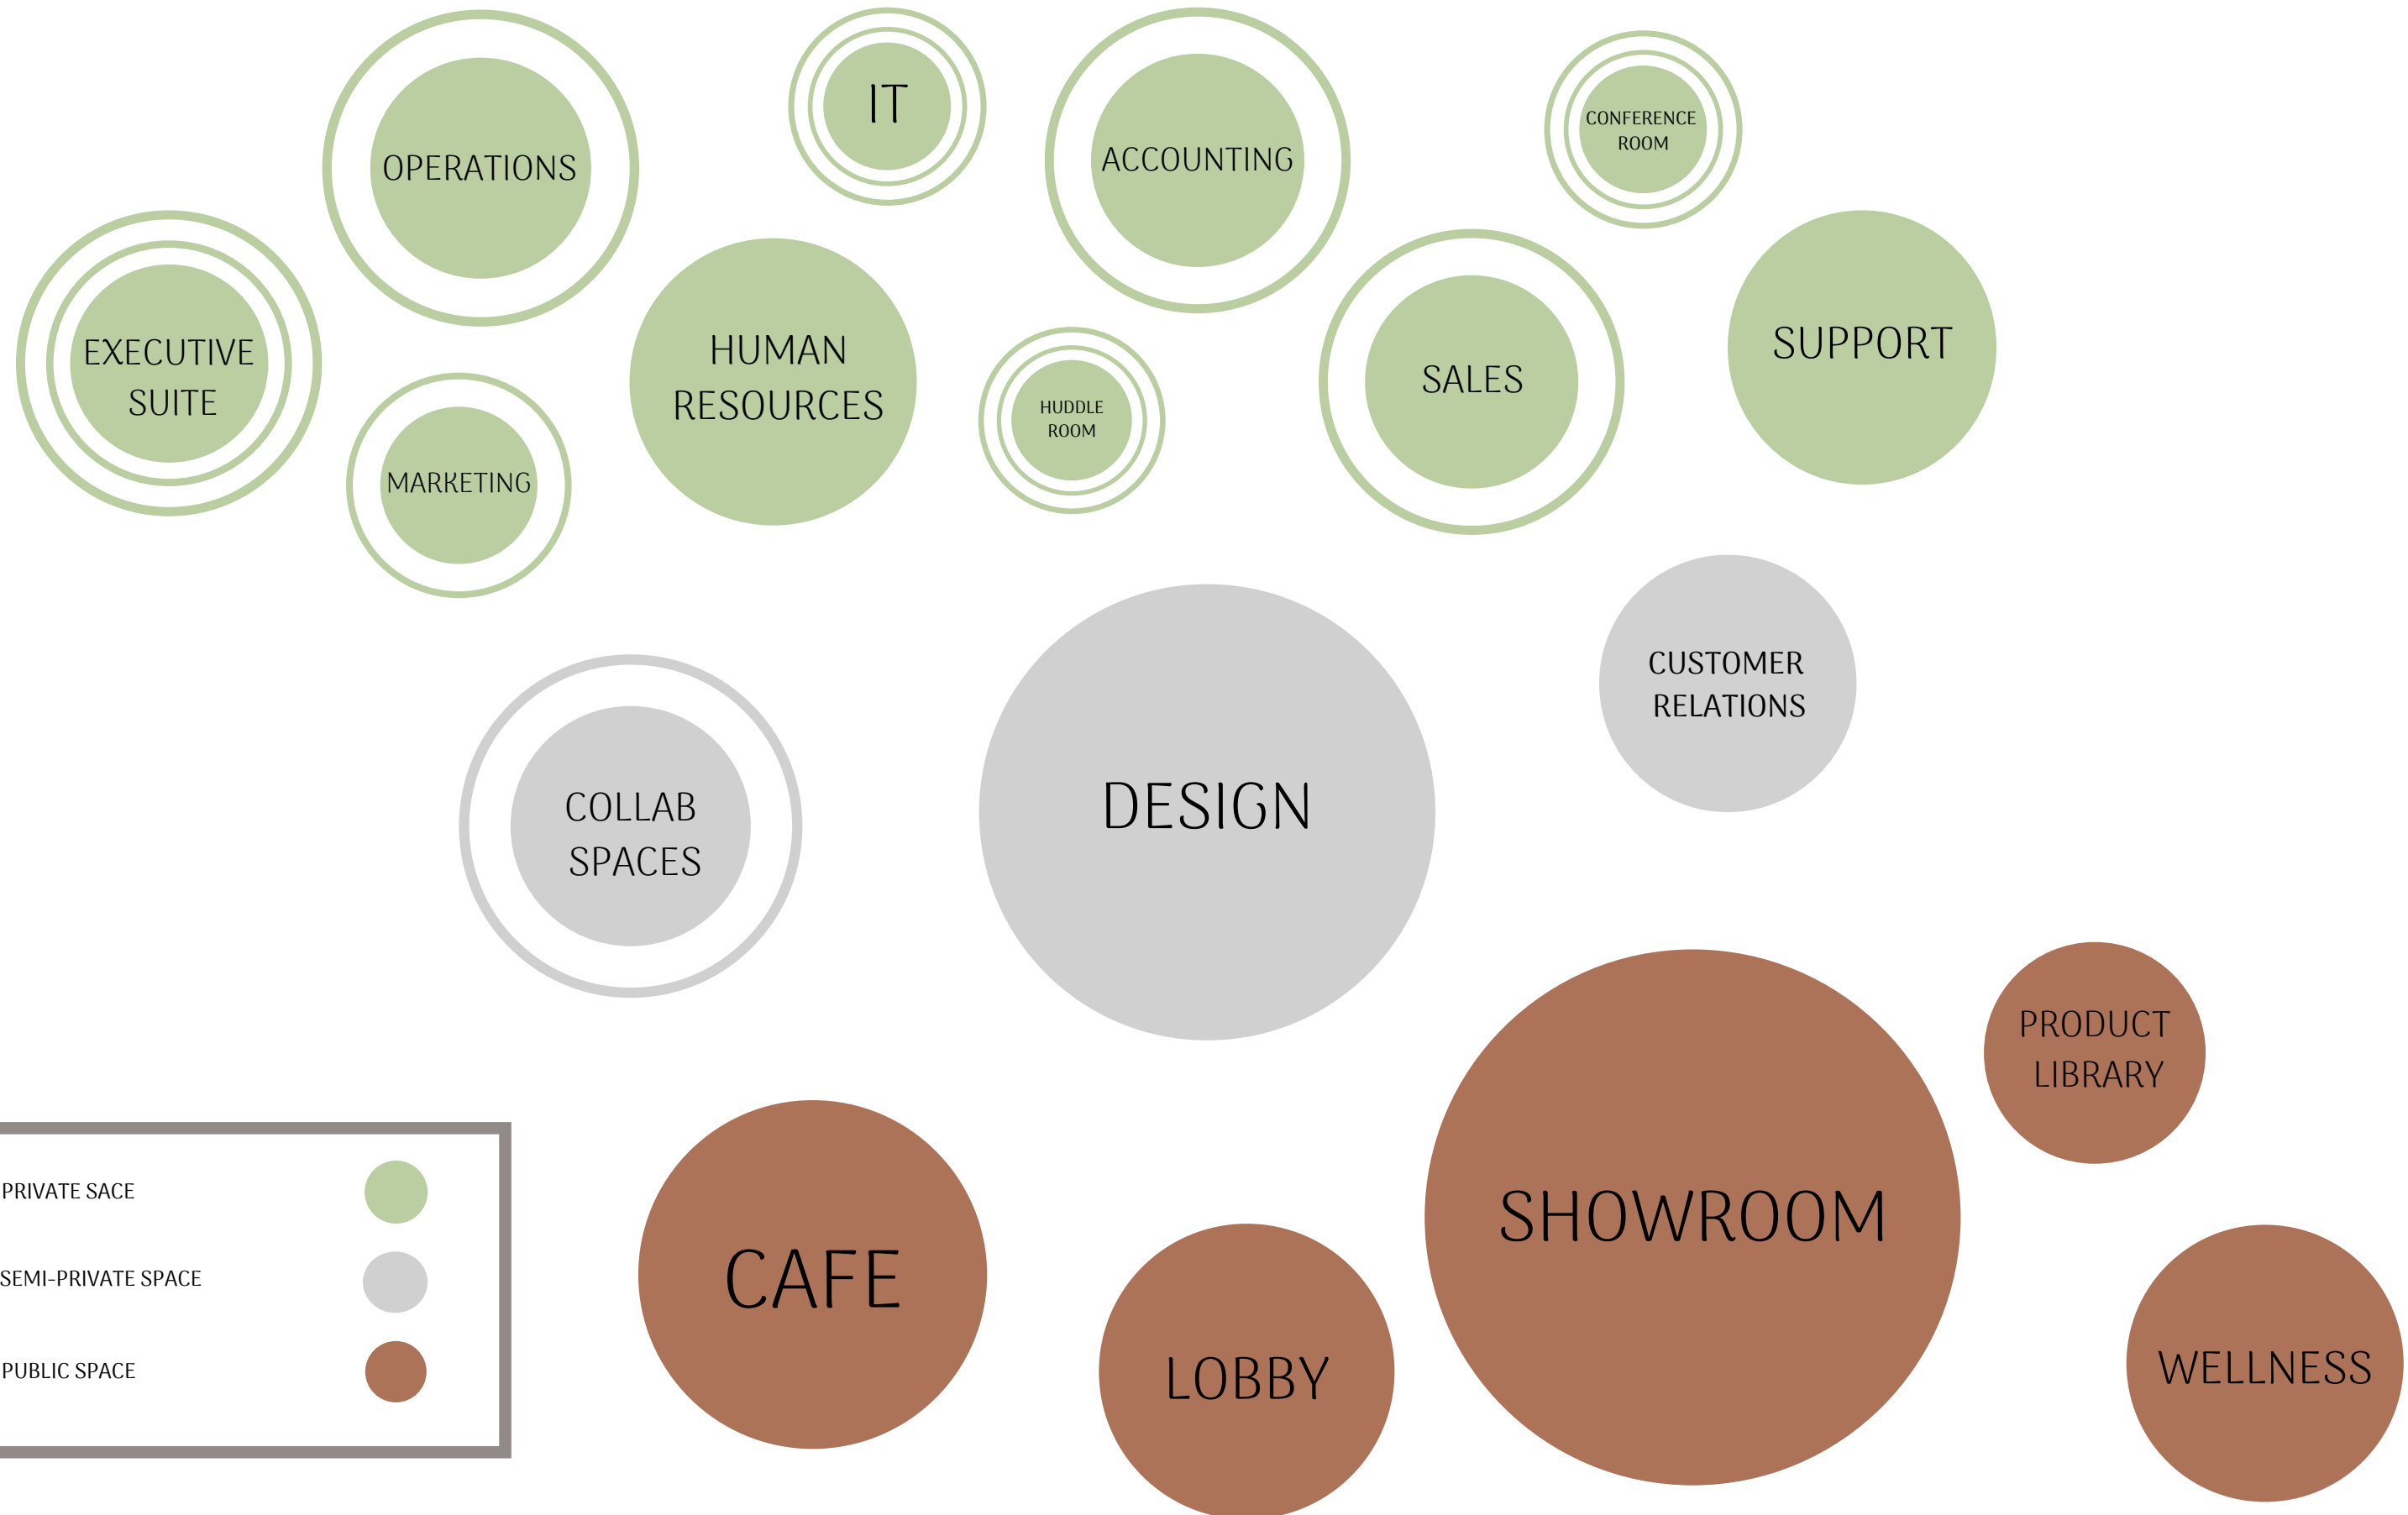 OPERATIONS
IT
ACCOUNTING
CONFERENCE
ROOM
EXECUTIVE
SUITE
MARKETING
HUMAN
RESOURCES
HUDDLE
ROOM
SALES
SUPPORT
COLLAB
SPACES
DESIGN
CUSTOMER
RELATIONS
PRODUCT
LIBRARY
SHOWROOM
CAFE
LOBBY
WELLNESS
PRIVATE SACE
SEMI-PRIVATE SPACE
PUBLIC SPACE